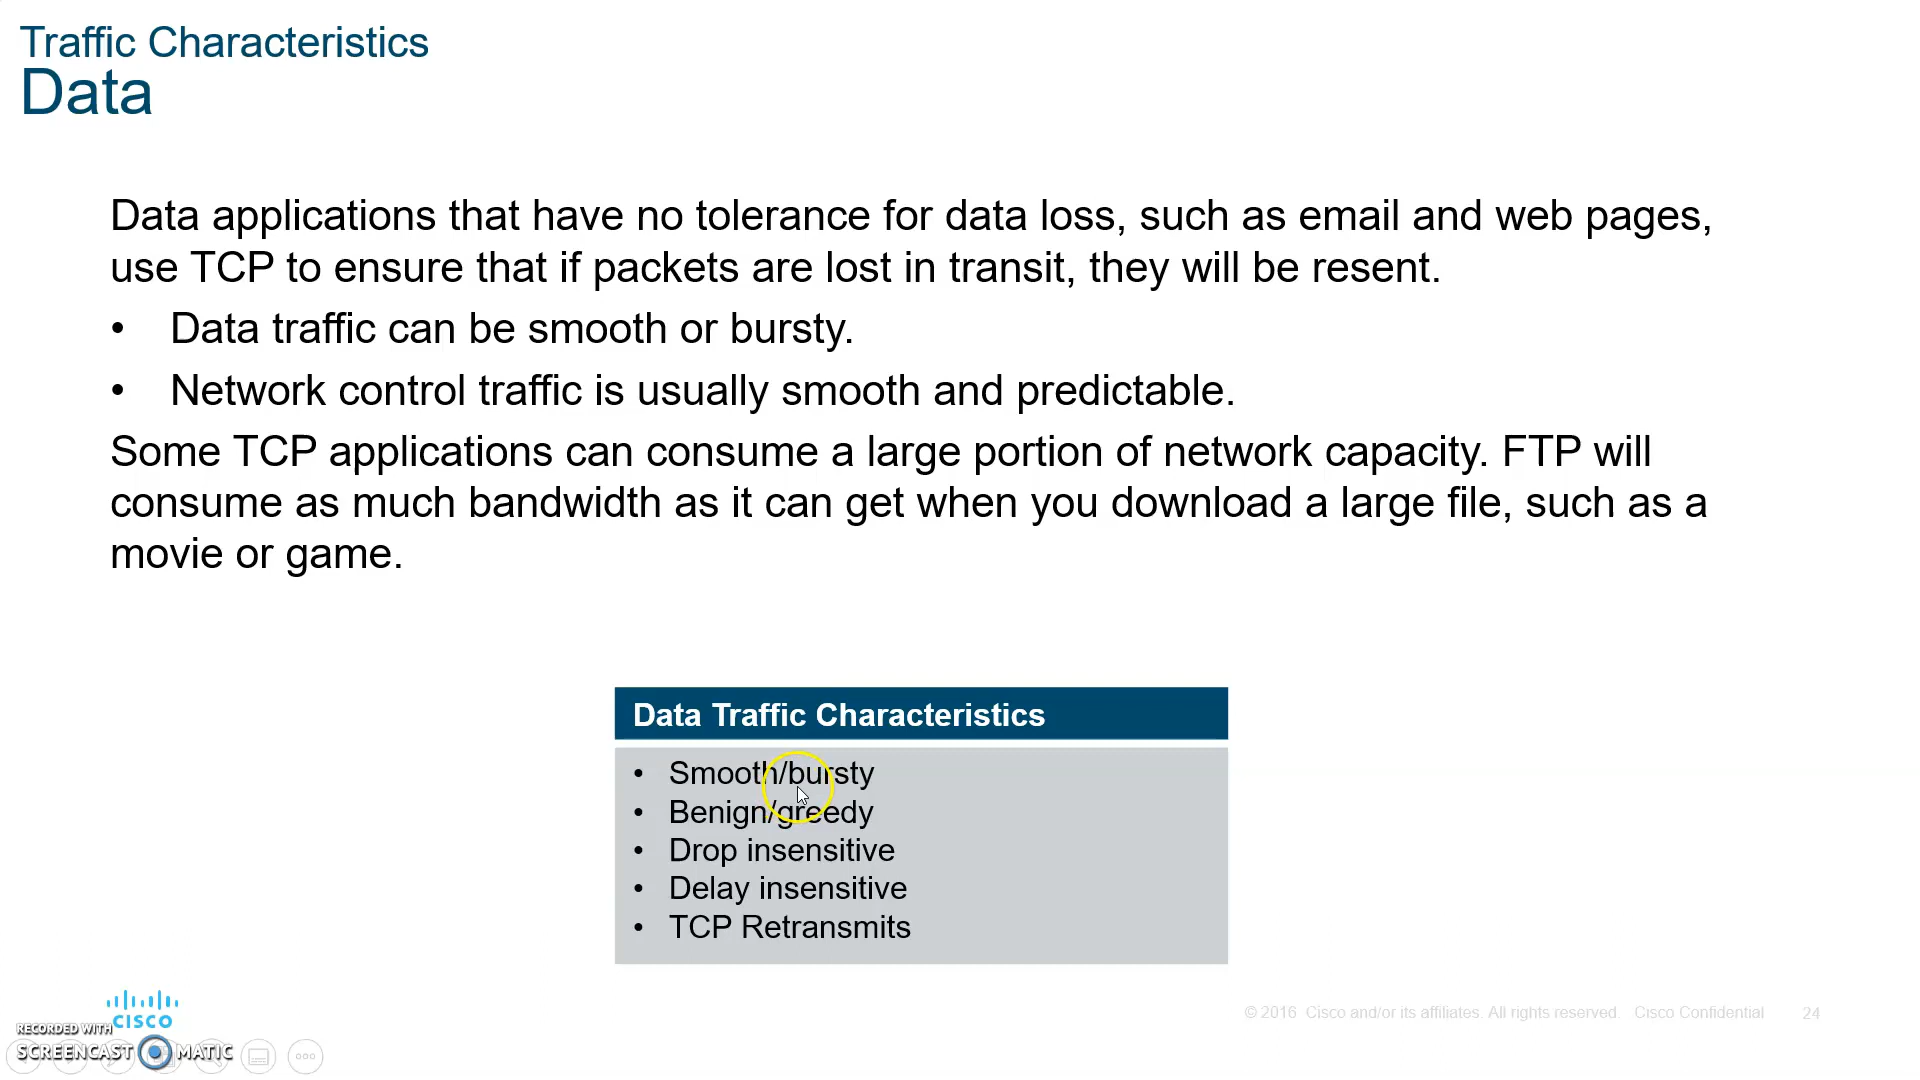 Traffic Characteristics
Data
Data applications that have no tolerance for data loss, such as email and web pages,
use TCP to ensure that if packets are lost in transit, they will be resent.
• Data traffic can be smooth or bursty.
• Network control traffic is usually smooth and predictable.
Some TCP applications can consume a large portion of network capacity. FTP will
consume as much bandwidth as it can get when you download a large file, such as a
movie or game.
Data Traffic Characteristics
• Smooth/bursty
• Benign/greedy
• Drop insensitive
• Delay insensitive
• TCP Retransmits
CISCO
RECORDED WITH
SCREENCAST MATIC
© 2016 Cisco and/or its affiliates. All rights reserved. Cisco Confidential 24